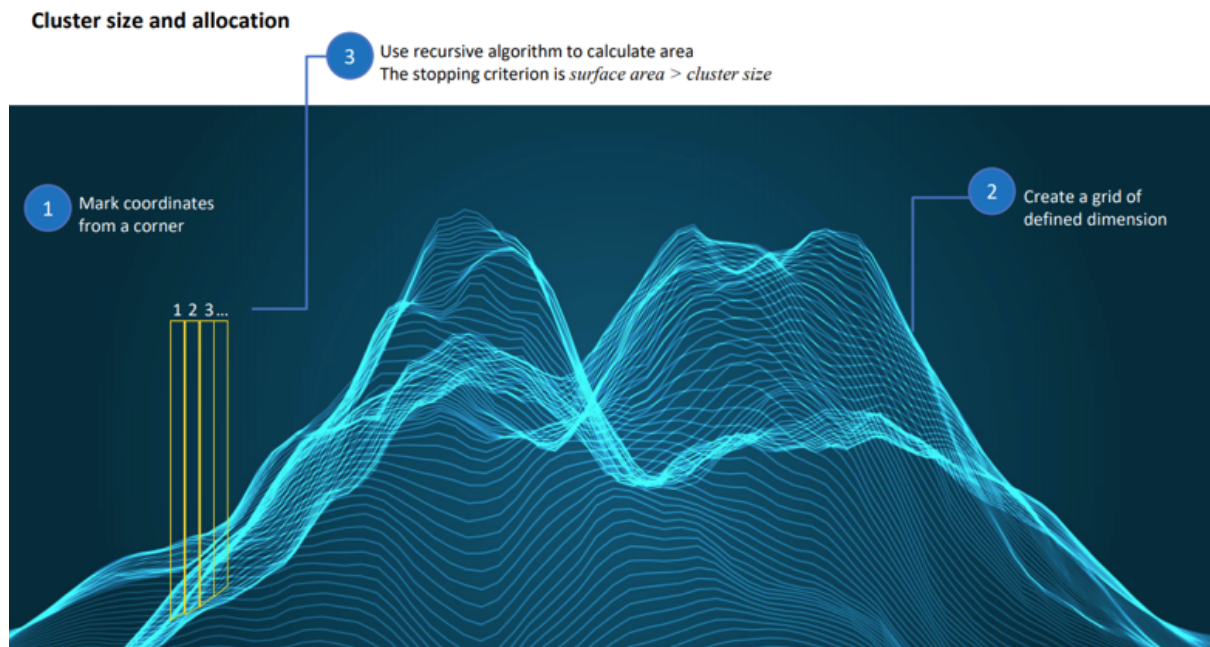 Cluster size and allocation
3
Use recursive algorithm to calculate area
The stopping criterion is surface area > cluster size
1
Mark coordinates
from a corner
2
Create a grid of
defined dimension
1 2 3...